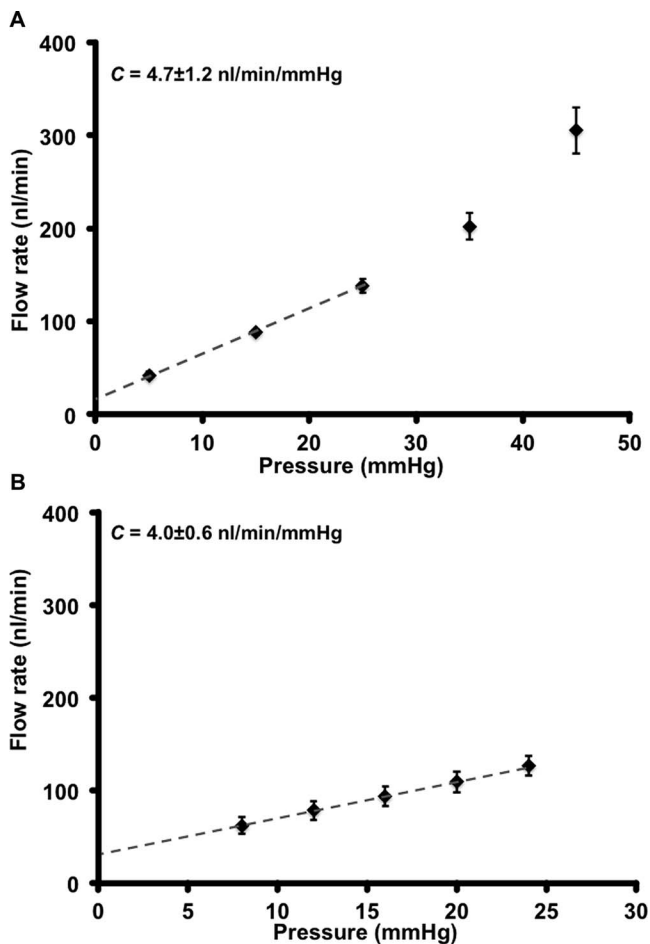 A
400
C = 4.7±1.2 nl/min/mmHg
300
200
100
0
Flow rate (nl/min)
0 10 20 30 40 50
Pressure (mmHg)
B
400
C = 4.0±0.6 nl/min/mmHg
300
200
100
0
Flow rate (nl/min)
0 5 10 15 20 25 30
Pressure (mmHg)